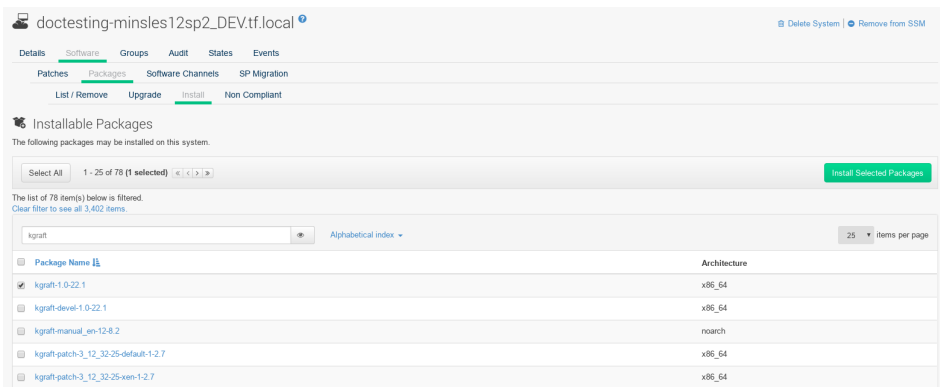 doctesting-minsles12sp2_DEV.tf.local ?
Delete System | Remove from SSM
Details Software Groups Audit States Events
Patches Packages Software Channels SP Migration
List / Remove Upgrade Install Non Compliant
Installable Packages
The following packages may be installed on this system.
Select All 1 - 25 of 78 (1 selected) « < > » Install Selected Packages
The list of 78 item(s) below is filtered.
Clear filter to see all 3,402 items.
kgraft Alphabetical index 25 items per page
Package Name Architecture
kgraft-1.0-22.1 x86_64
kgraft-devel-1.0-22.1 x86_64
kgraft-manual_en-12-8.2 noarch
kgraft-patch-3_12_32-25-default-1-2.7 x86_64
kgraft-patch-3_12_32-25-xen-1-2.7 x86_64